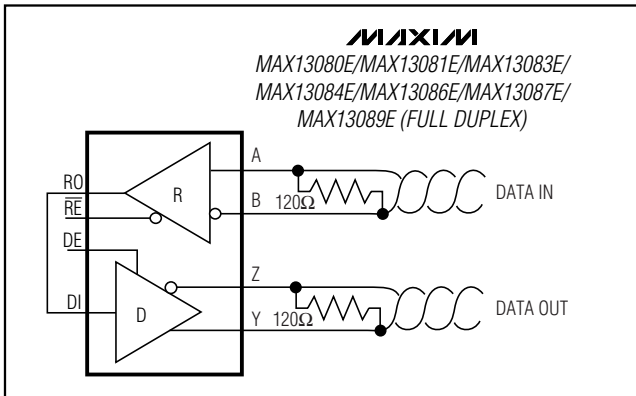 MAXIM
MAX13080E/MAX13081E/MAX13083E/
MAX13084E/MAX13086E/MAX13087E/
MAX13089E (FULL DUPLEX)
A
RO
R
DATA IN
B
120Ω
R̅E̅
DE
Z
DI
D
DATA OUT
Y
120Ω